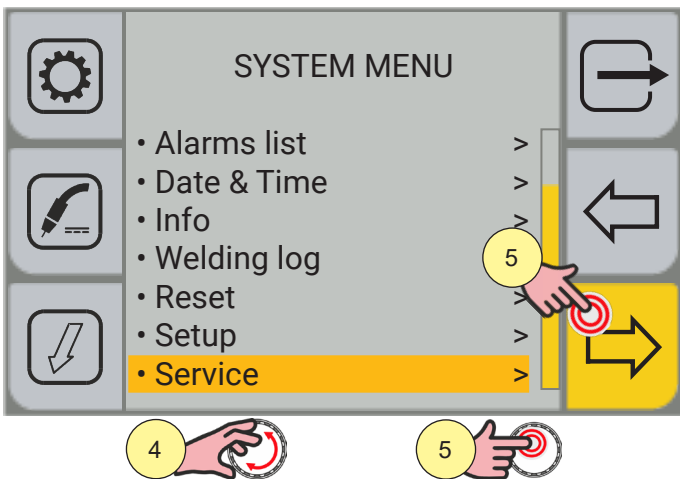 SYSTEM MENU
• Alarms list >
• Date & Time >
• Info >
• Welding log
5
• Reset >
• Setup >
• Service >
4
5